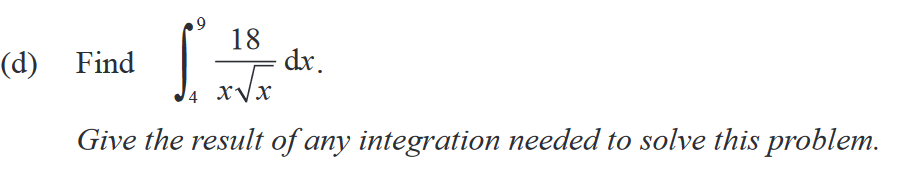 (d) Find ∫₄⁹ 18/(x√x) dx.
Give the result of any integration needed to solve this problem.